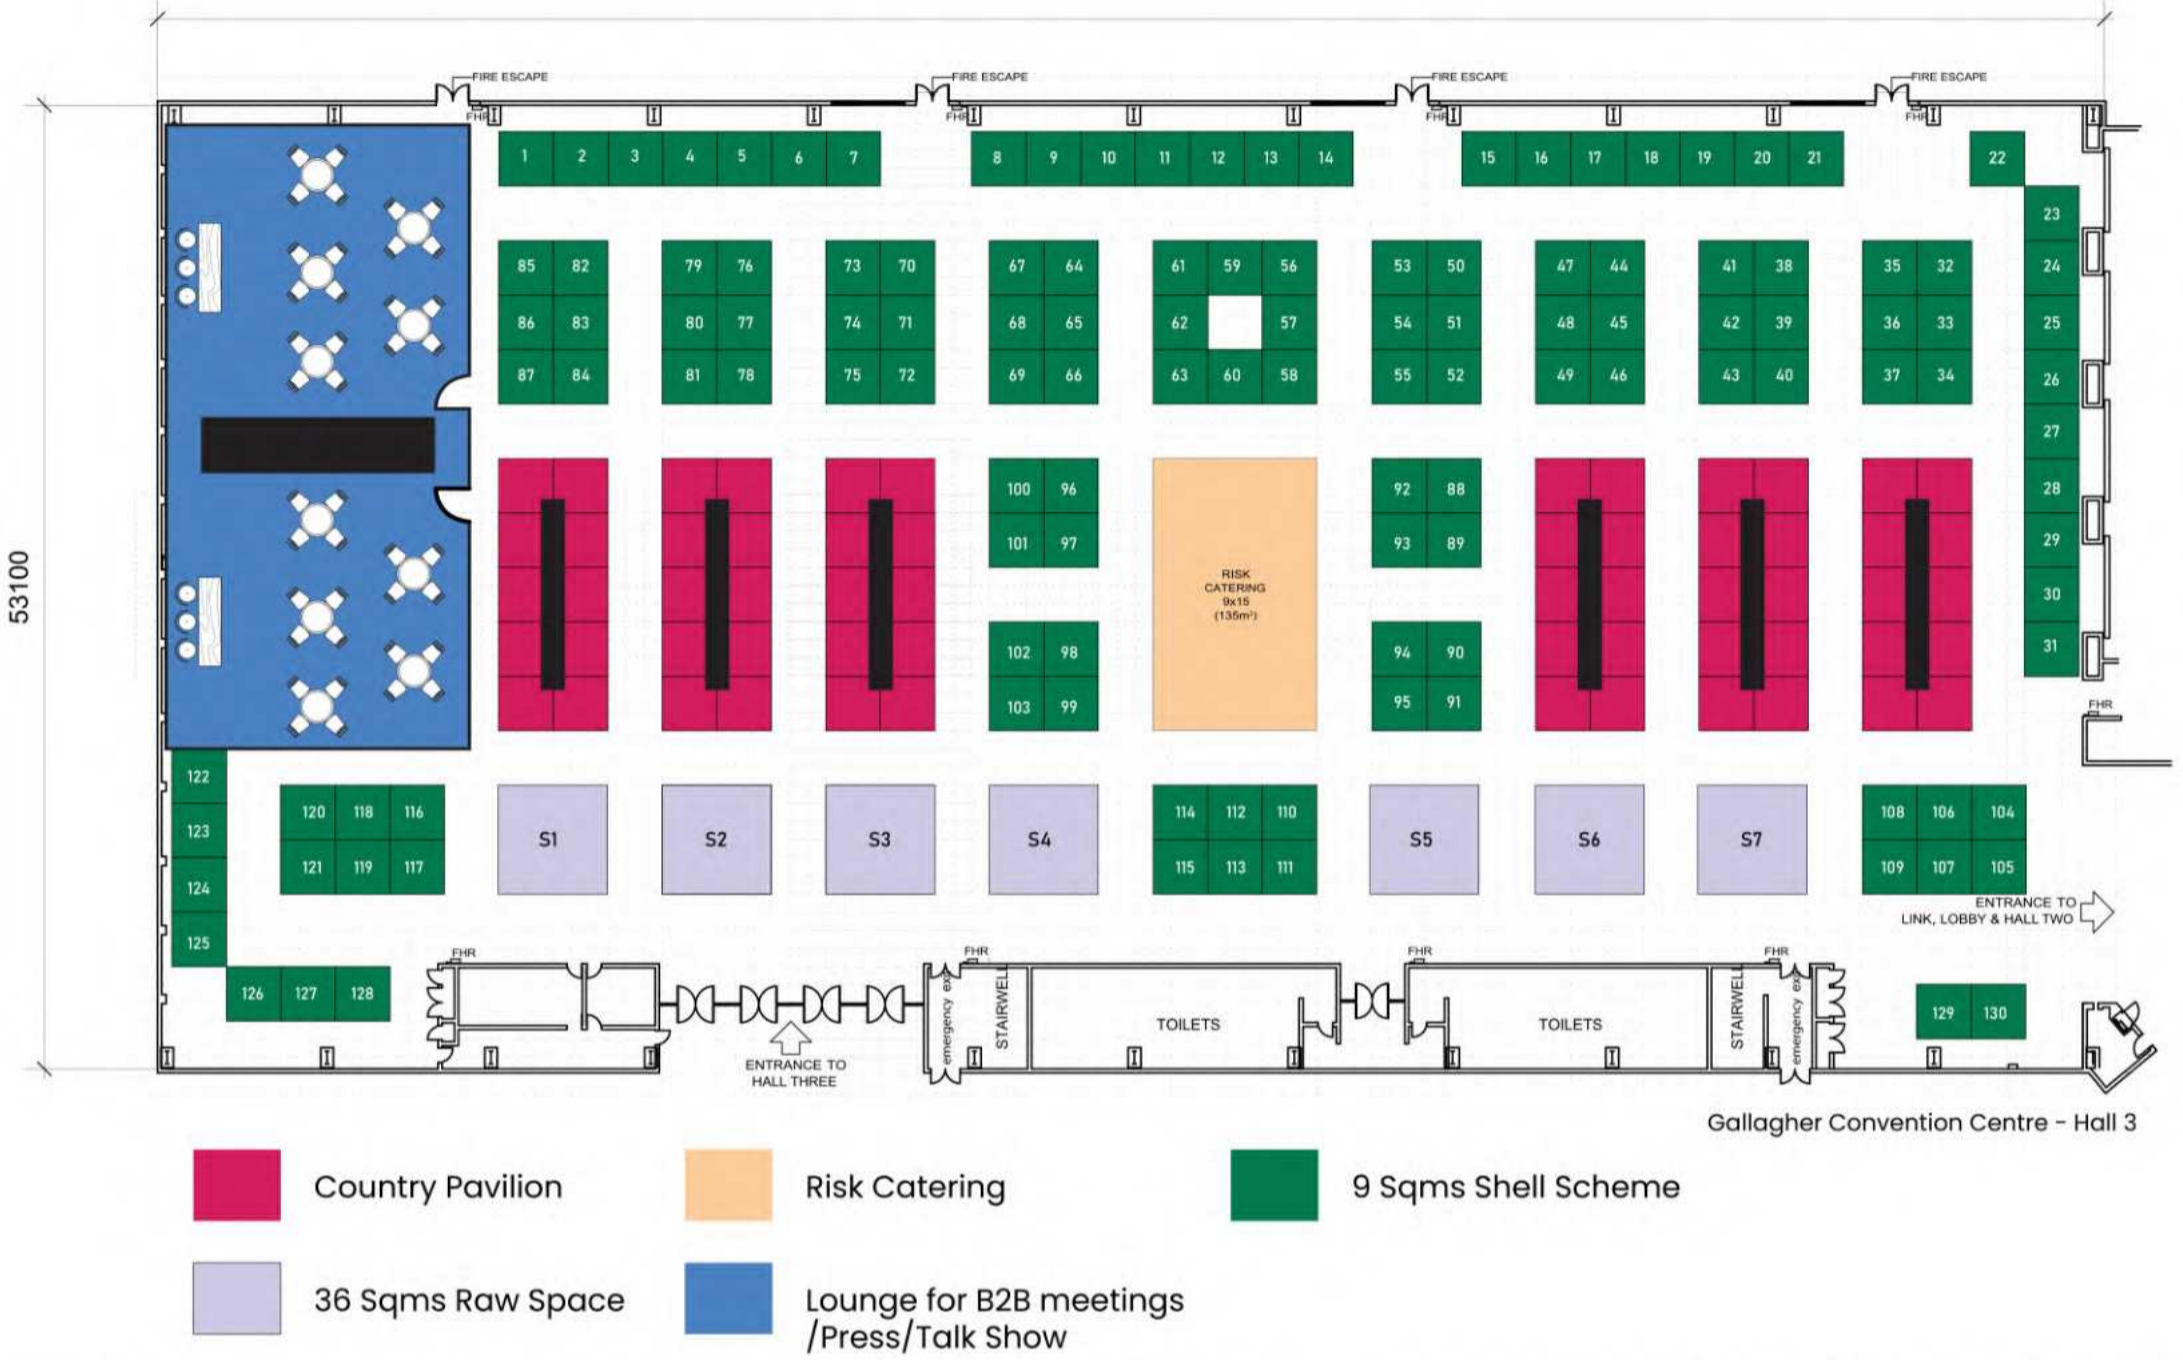 FIRE ESCAPE
FIRE ESCAPE
FIRE ESCAPE
FIRE ESCAPE
FHR
FHR
FHR
FHR
1 2 3 4 5 6 7
8 9 10 11 12 13 14
15 16 17 18 19 20 21
22
23
24
25
26
27
28
29
30
31
85 82
86 83
87 84
79 76
80 77
81 78
73 70
74 71
75 72
67 64
68 65
69 66
61 59 56
62 57
63 60 58
53 50
54 51
55 52
47 44
48 45
49 46
41 38
42 39
43 40
35 32
36 33
37 34
53100
100 96
101 97
102 98
103 99
RISK
CATERING
9x15
(135m²)
92 88
93 89
94 90
95 91
FHR
122
123
124
125
120 118 116
121 119 117
S1
S2
S3
S4
114 112 110
115 113 111
S5
S6
S7
108 106 104
109 107 105
ENTRANCE TO
LINK, LOBBY & HALL TWO
126 127 128
FHR
FHR
FHR
FHR
emergency
STAIRWELL
TOILETS
TOILETS
STAIRWELL
emergency
129 130
ENTRANCE TO
HALL THREE
Gallagher Convention Centre - Hall 3
Country Pavilion
Risk Catering
9 Sqms Shell Scheme
36 Sqms Raw Space
Lounge for B2B meetings
/Press/Talk Show